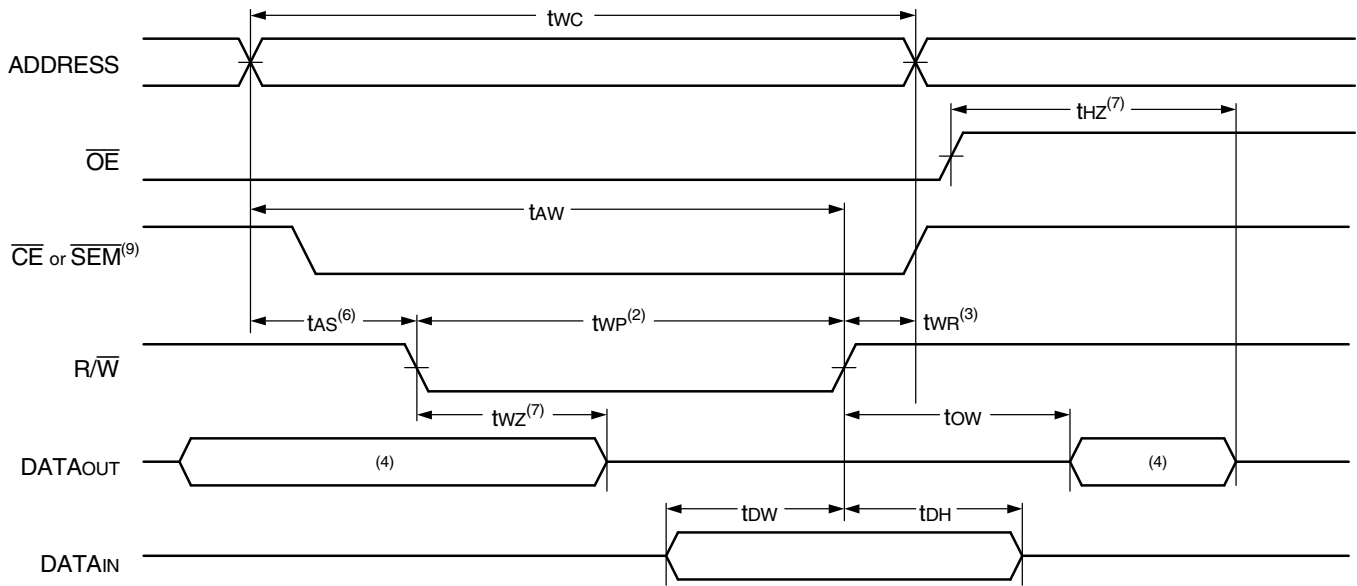 tWC
ADDRESS
tHZ(7)
OE
tAW
CE or SEM(9)
tAS(6)
tWP(2)
tWR(3)
R/W
tWZ(7)
tOW
DATAOUT
(4)
(4)
tDW
tDH
DATAIN